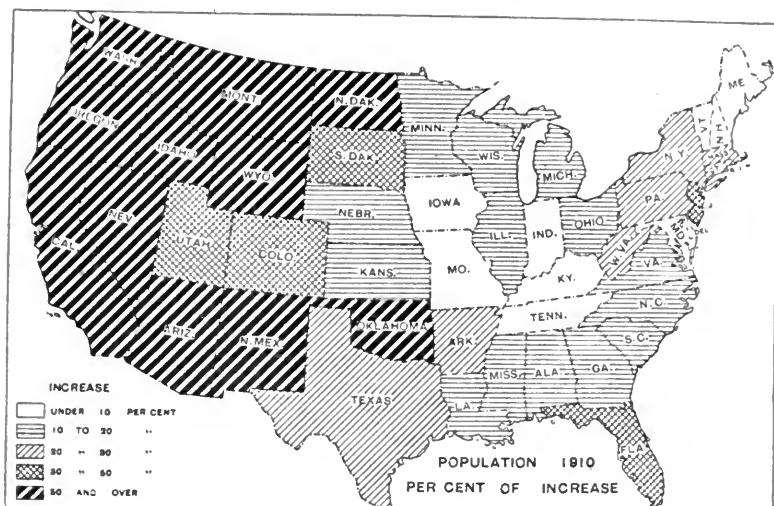 WASH.
MONT.
N. DAK.
MINN.
ME.
VT.
N.H.
MASS
OREGON
IDAHO
S. DAK.
WIS.
MICH.
N.Y.
WYO.
IOWA
PA.
NEV.
NEBR.
ILL.
IND.
OHIO
UTAH
COLO.
W.VA.
MD.
DEL
CAL.
KANS.
MO.
KY.
VA.
TENN.
N.C.
ARIZ.
N. MEX.
OKLAHOMA
ARK.
S.C.
MISS.
ALA.
GA.
TEXAS
LA.
FLA.
INCREASE
UNDER 10 PER CENT
10 TO 20 "
20 " 30 "
30 " 50 "
50 AND OVER
POPULATION 1910
PER CENT OF INCREASE